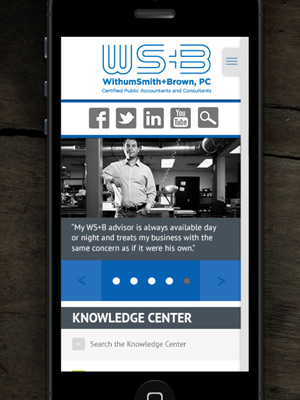 WS+B
WithumSmith+Brown, PC
Certified Public Accountants and Consultants
f in You Tube
"My WS+B advisor is always available day
or night and treats my business with the
same concern as if it were his own."
< >
KNOWLEDGE CENTER
+ Search the Knowledge Center